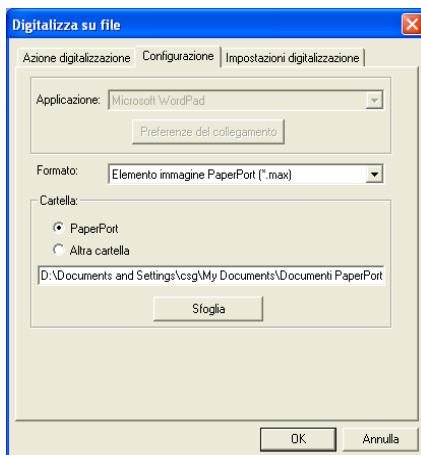 Digitalizza su file
Azione digitalizzazione Configurazione Impostazioni digitalizzazione
Applicazione: Microsoft WordPad
Preferenze del collegamento
Formato: Elemento immagine PaperPort (*.max)
Cartella:
PaperPort
Altra cartella
D:\Documents and Settings\csg\My Documents\Documenti PaperPort
Sfoglia
OK Annulla